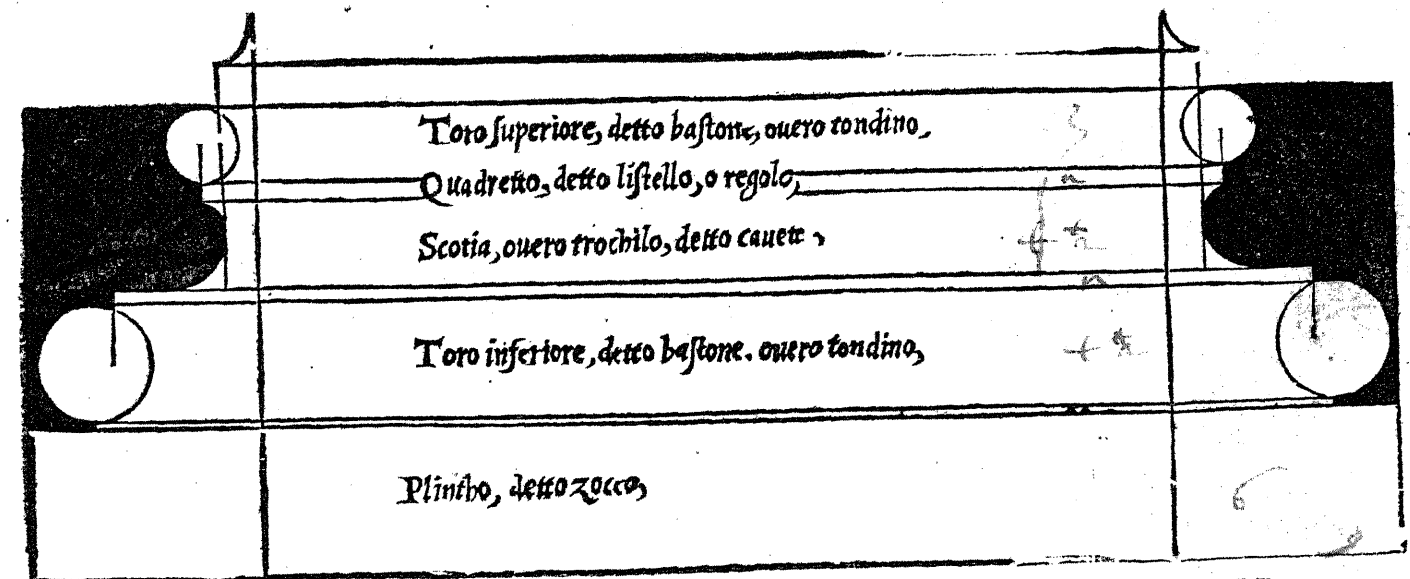 Toro ſuperiore, detto baſtone, ouero tondino,
Quadretto, detto liſtello, o regolo,
Scotia, ouero trochilo, detto cauette,
Toro inferiore, detto baſtone. ouero tondino,
Plintho, detto zocco,